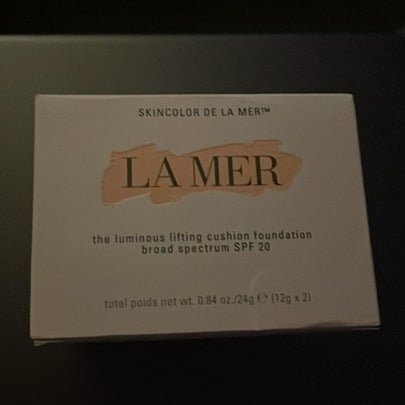 SKINCOLOR DE LA MER™
LA MER
the luminous lifting cushion foundation
broad spectrum SPF 20
total poids net wt. 0.84 oz./24g ℮ (12g x 2)